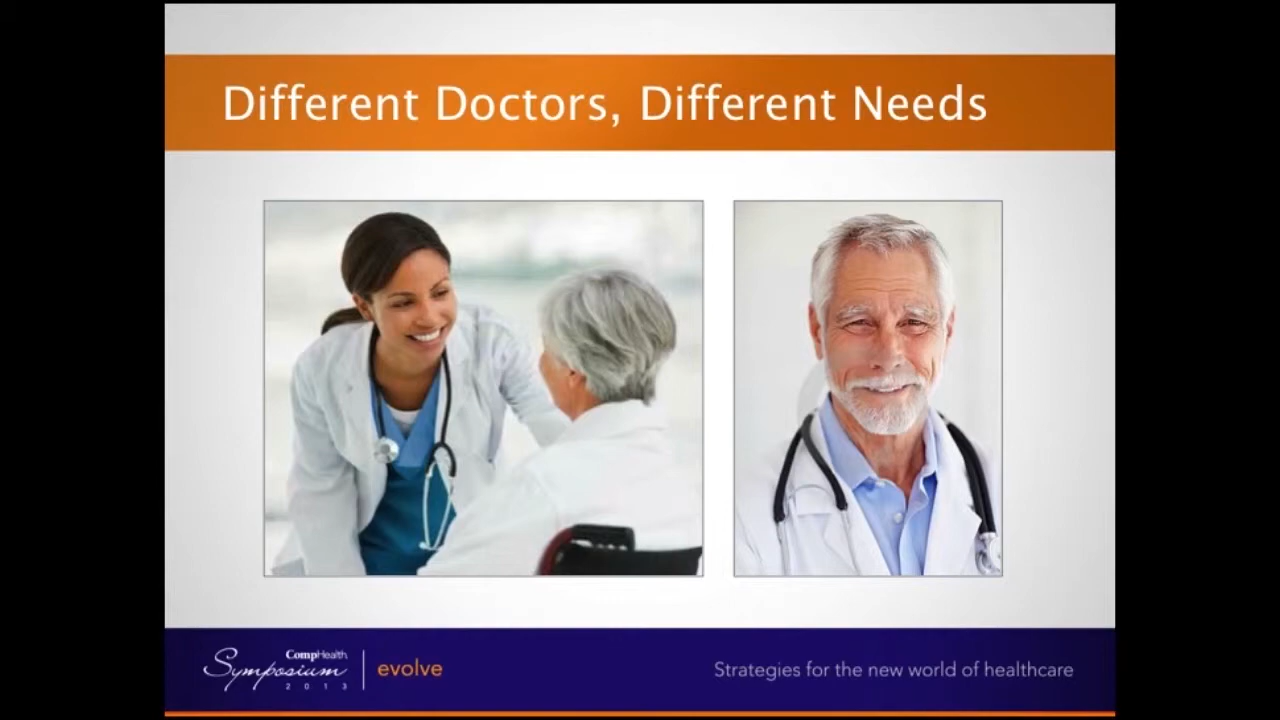 Different Doctors, Different Needs
CompHealth
Symposium
2013
evolve
Strategies for the new world of healthcare